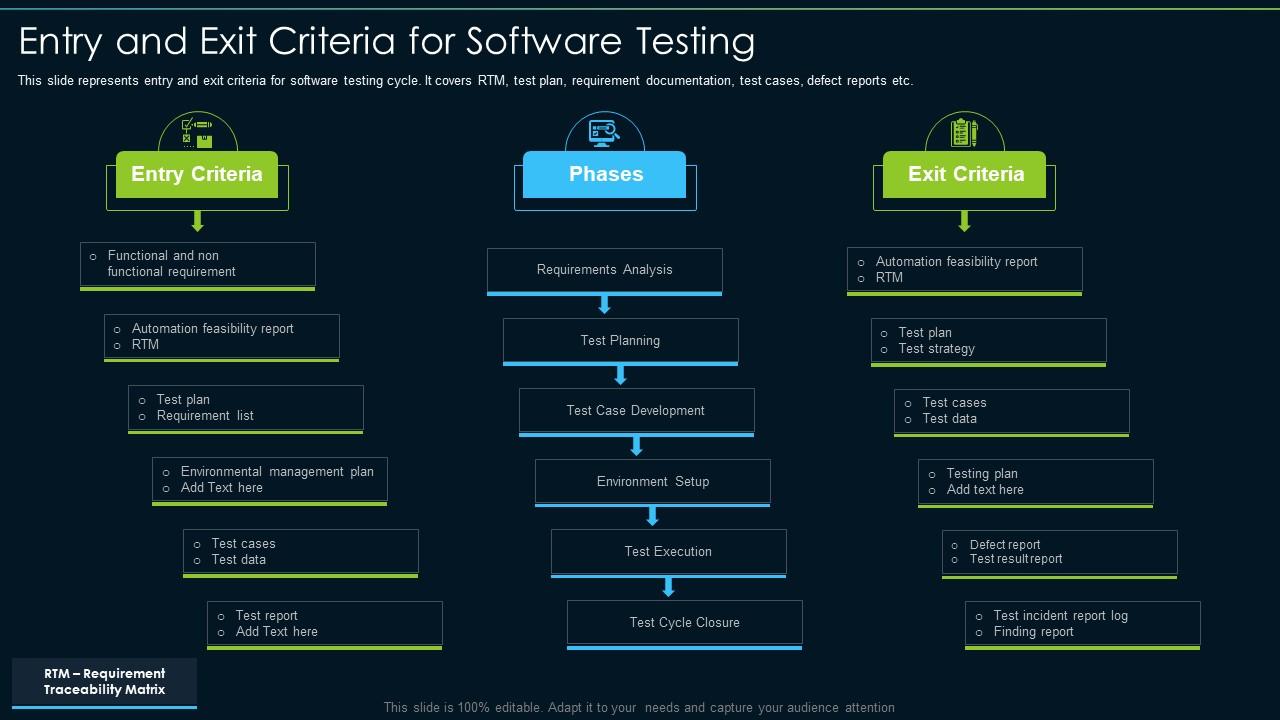 Entry and Exit Criteria for Software Testing
This slide represents entry and exit criteria for software testing cycle. It covers RTM, test plan, requirement documentation, test cases, defect reports etc.
Entry Criteria
Functional and non
functional requirement
Automation feasibility report
RTM
Test plan
Requirement list
Environmental management plan
Add Text here
Test cases
Test data
Test report
Add Text here
Phases
Requirements Analysis
Test Planning
Test Case Development
Environment Setup
Test Execution
Test Cycle Closure
Exit Criteria
Automation feasibility report
RTM
Test plan
Test strategy
Test cases
Test data
Testing plan
Add text here
Defect report
Test result report
Test incident report log
Finding report
RTM – Requirement
Traceability Matrix
This slide is 100% editable. Adapt it to your needs and capture your audience attention